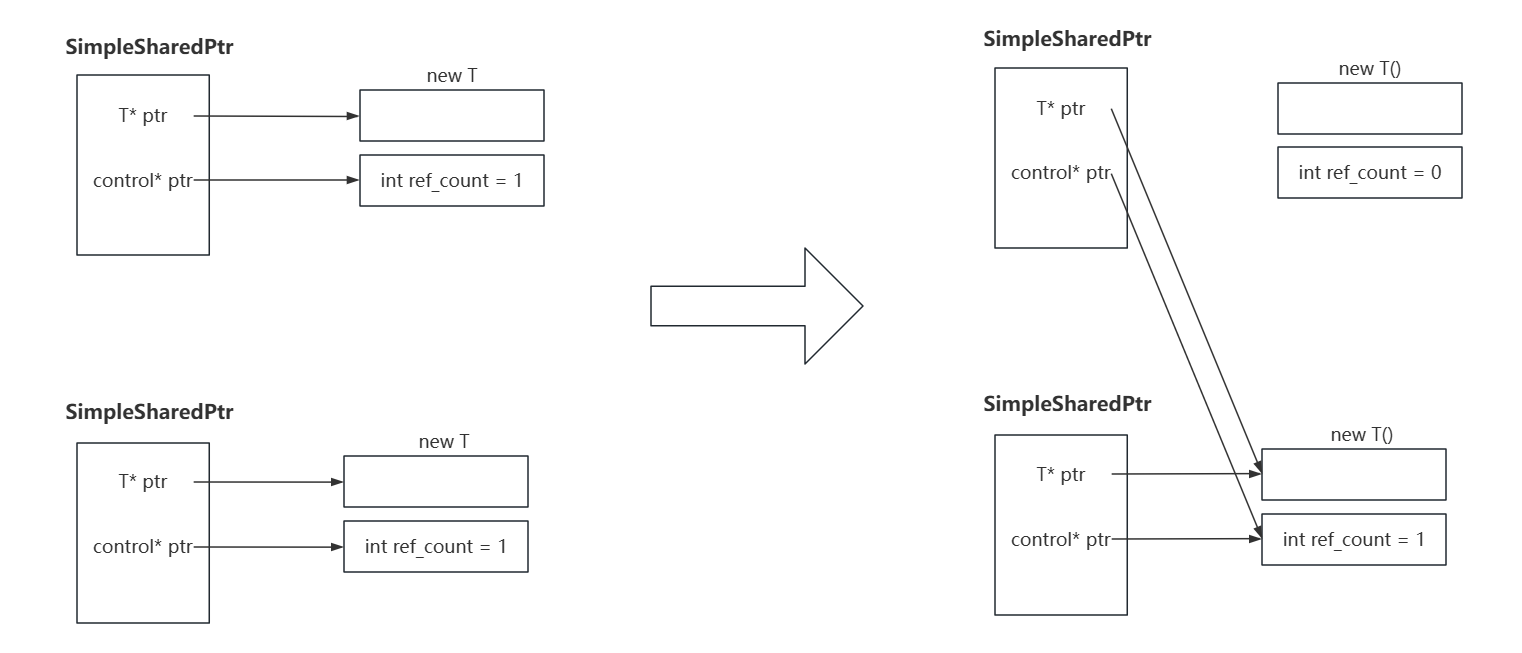 SimpleSharedPtr
new T
T* ptr
control* ptr
int ref_count = 1
SimpleSharedPtr
new T
T* ptr
control* ptr
int ref_count = 1
SimpleSharedPtr
new T()
T* ptr
control* ptr
int ref_count = 0
SimpleSharedPtr
new T()
T* ptr
control* ptr
int ref_count = 1